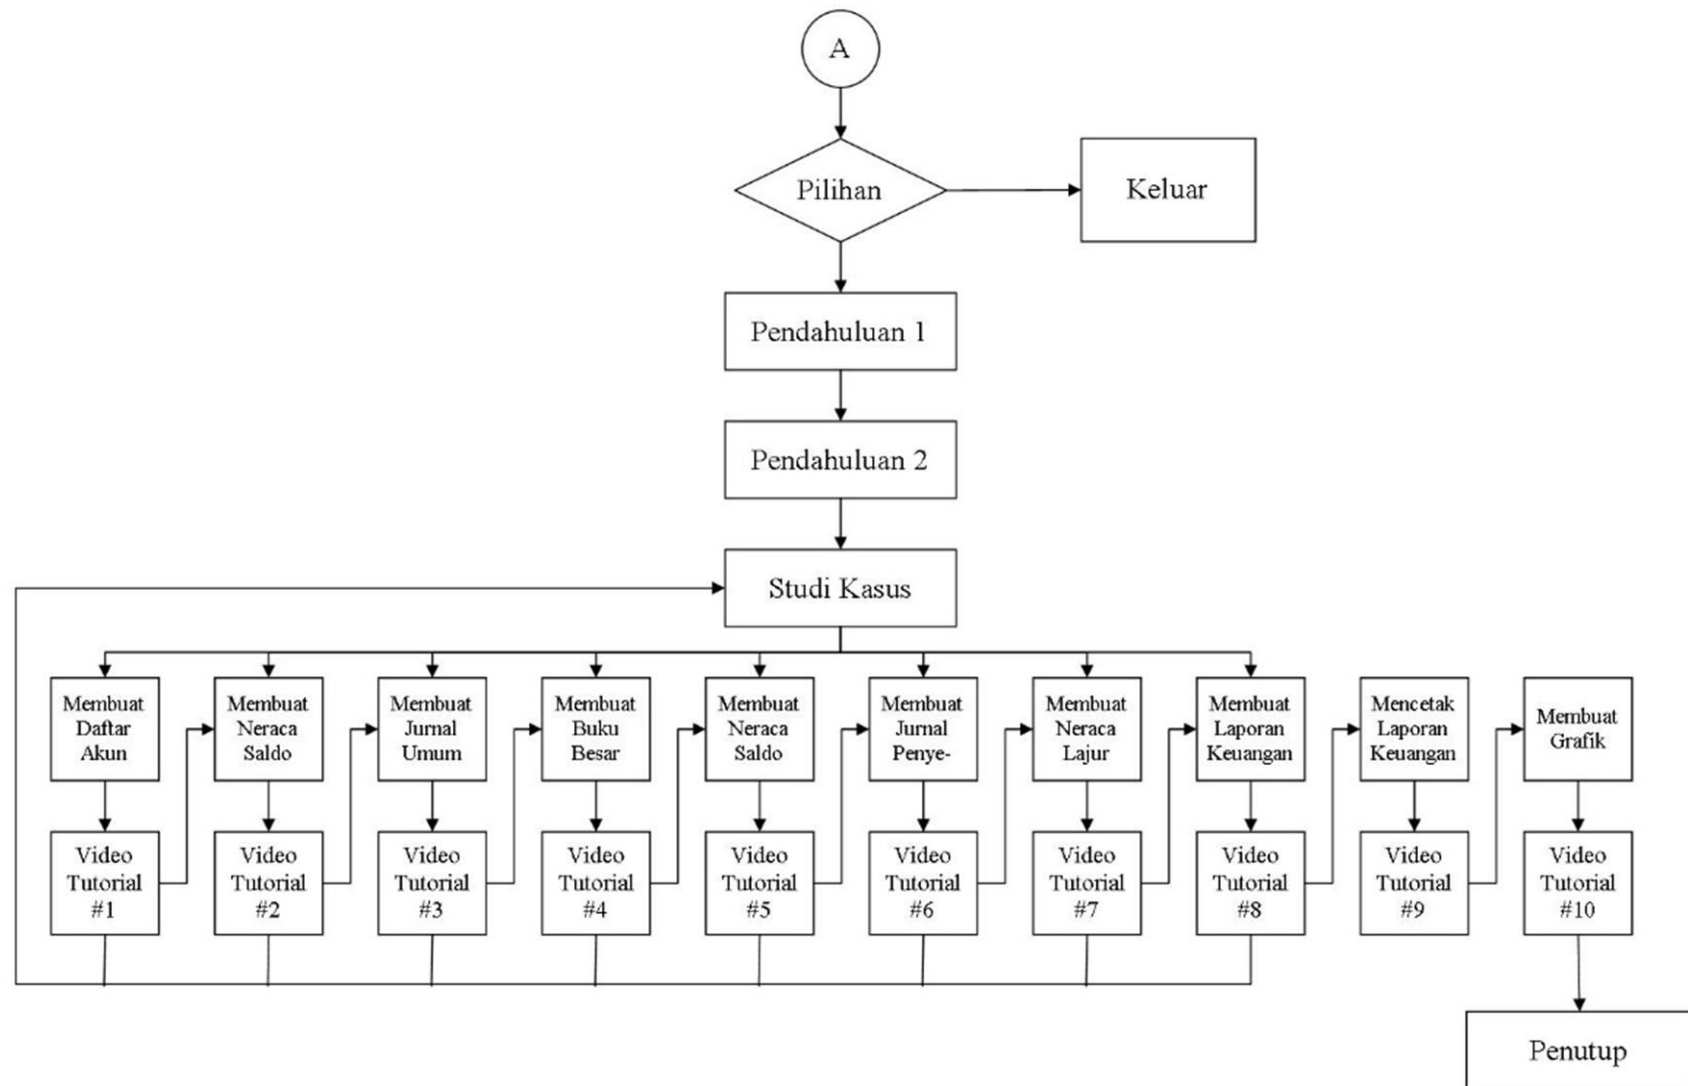 A
Pilihan
Keluar
Pendahuluan 1
Pendahuluan 2
Studi Kasus
Membuat
Daftar
Akun
Membuat
Neraca
Saldo
Membuat
Jurnal
Umum
Membuat
Buku
Besar
Membuat
Neraca
Saldo
Membuat
Jurnal
Penye-
Membuat
Neraca
Lajur
Membuat
Laporan
Keuangan
Mencetak
Laporan
Keuangan
Membuat
Grafik
Video
Tutorial
#1
Video
Tutorial
#2
Video
Tutorial
#3
Video
Tutorial
#4
Video
Tutorial
#5
Video
Tutorial
#6
Video
Tutorial
#7
Video
Tutorial
#8
Video
Tutorial
#9
Video
Tutorial
#10
Penutup